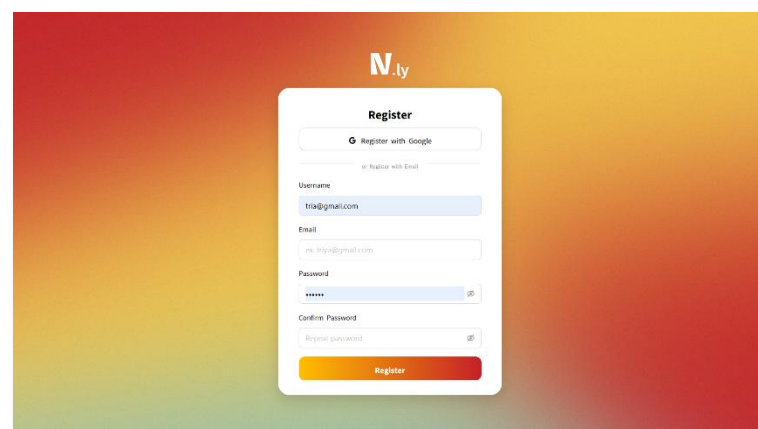 N.ly
Register
G Register with Google
or Register with Email
Username
tria@gmail.com
Email
Password
••••••
Confirm Password
Repeat password
Register